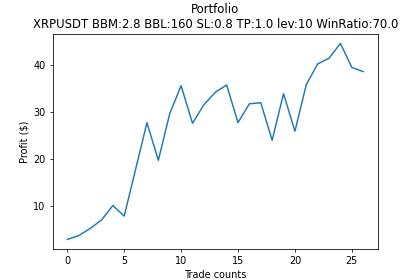 Portfolio
XRPUSDT BBM:2.8 BBL:160 SL:0.8 TP:1.0 lev:10 WinRatio:70.0
40
30
20
10
Profit ($)
0 5 10 15 20 25
Trade counts